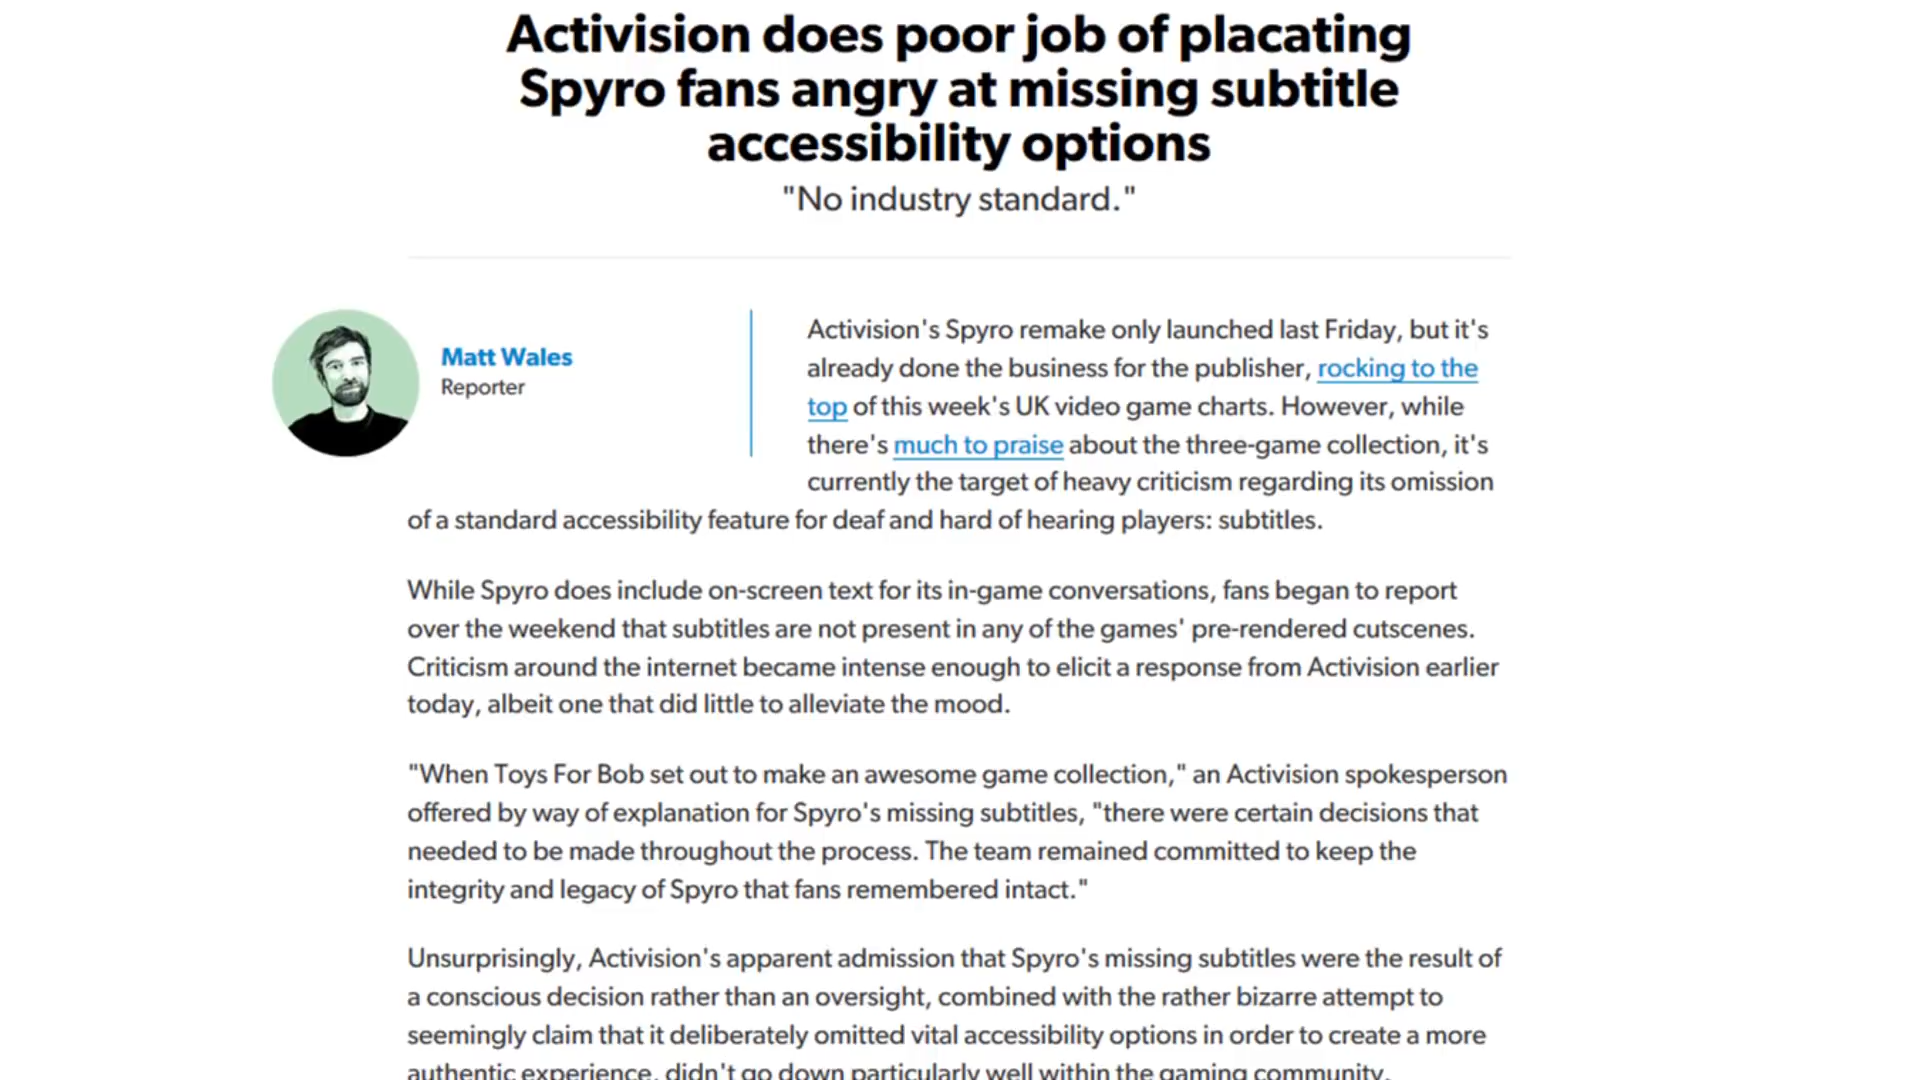 Activision does poor job of placating
Spyro fans angry at missing subtitle
accessibility options
"No industry standard."
Matt Wales
Reporter
Activision's Spyro remake only launched last Friday, but it's
already done the business for the publisher, rocking to the
top of this week's UK video game charts. However, while
there's much to praise about the three-game collection, it's
currently the target of heavy criticism regarding its omission
of a standard accessibility feature for deaf and hard of hearing players: subtitles.
While Spyro does include on-screen text for its in-game conversations, fans began to report
over the weekend that subtitles are not present in any of the games' pre-rendered cutscenes.
Criticism around the internet became intense enough to elicit a response from Activision earlier
today, albeit one that did little to alleviate the mood.
"When Toys For Bob set out to make an awesome game collection," an Activision spokesperson
offered by way of explanation for Spyro's missing subtitles, "there were certain decisions that
needed to be made throughout the process. The team remained committed to keep the
integrity and legacy of Spyro that fans remembered intact."
Unsurprisingly, Activision's apparent admission that Spyro's missing subtitles were the result of
a conscious decision rather than an oversight, combined with the rather bizarre attempt to
seemingly claim that it deliberately omitted vital accessibility options in order to create a more
authentic experience, didn't go down particularly well within the gaming community.